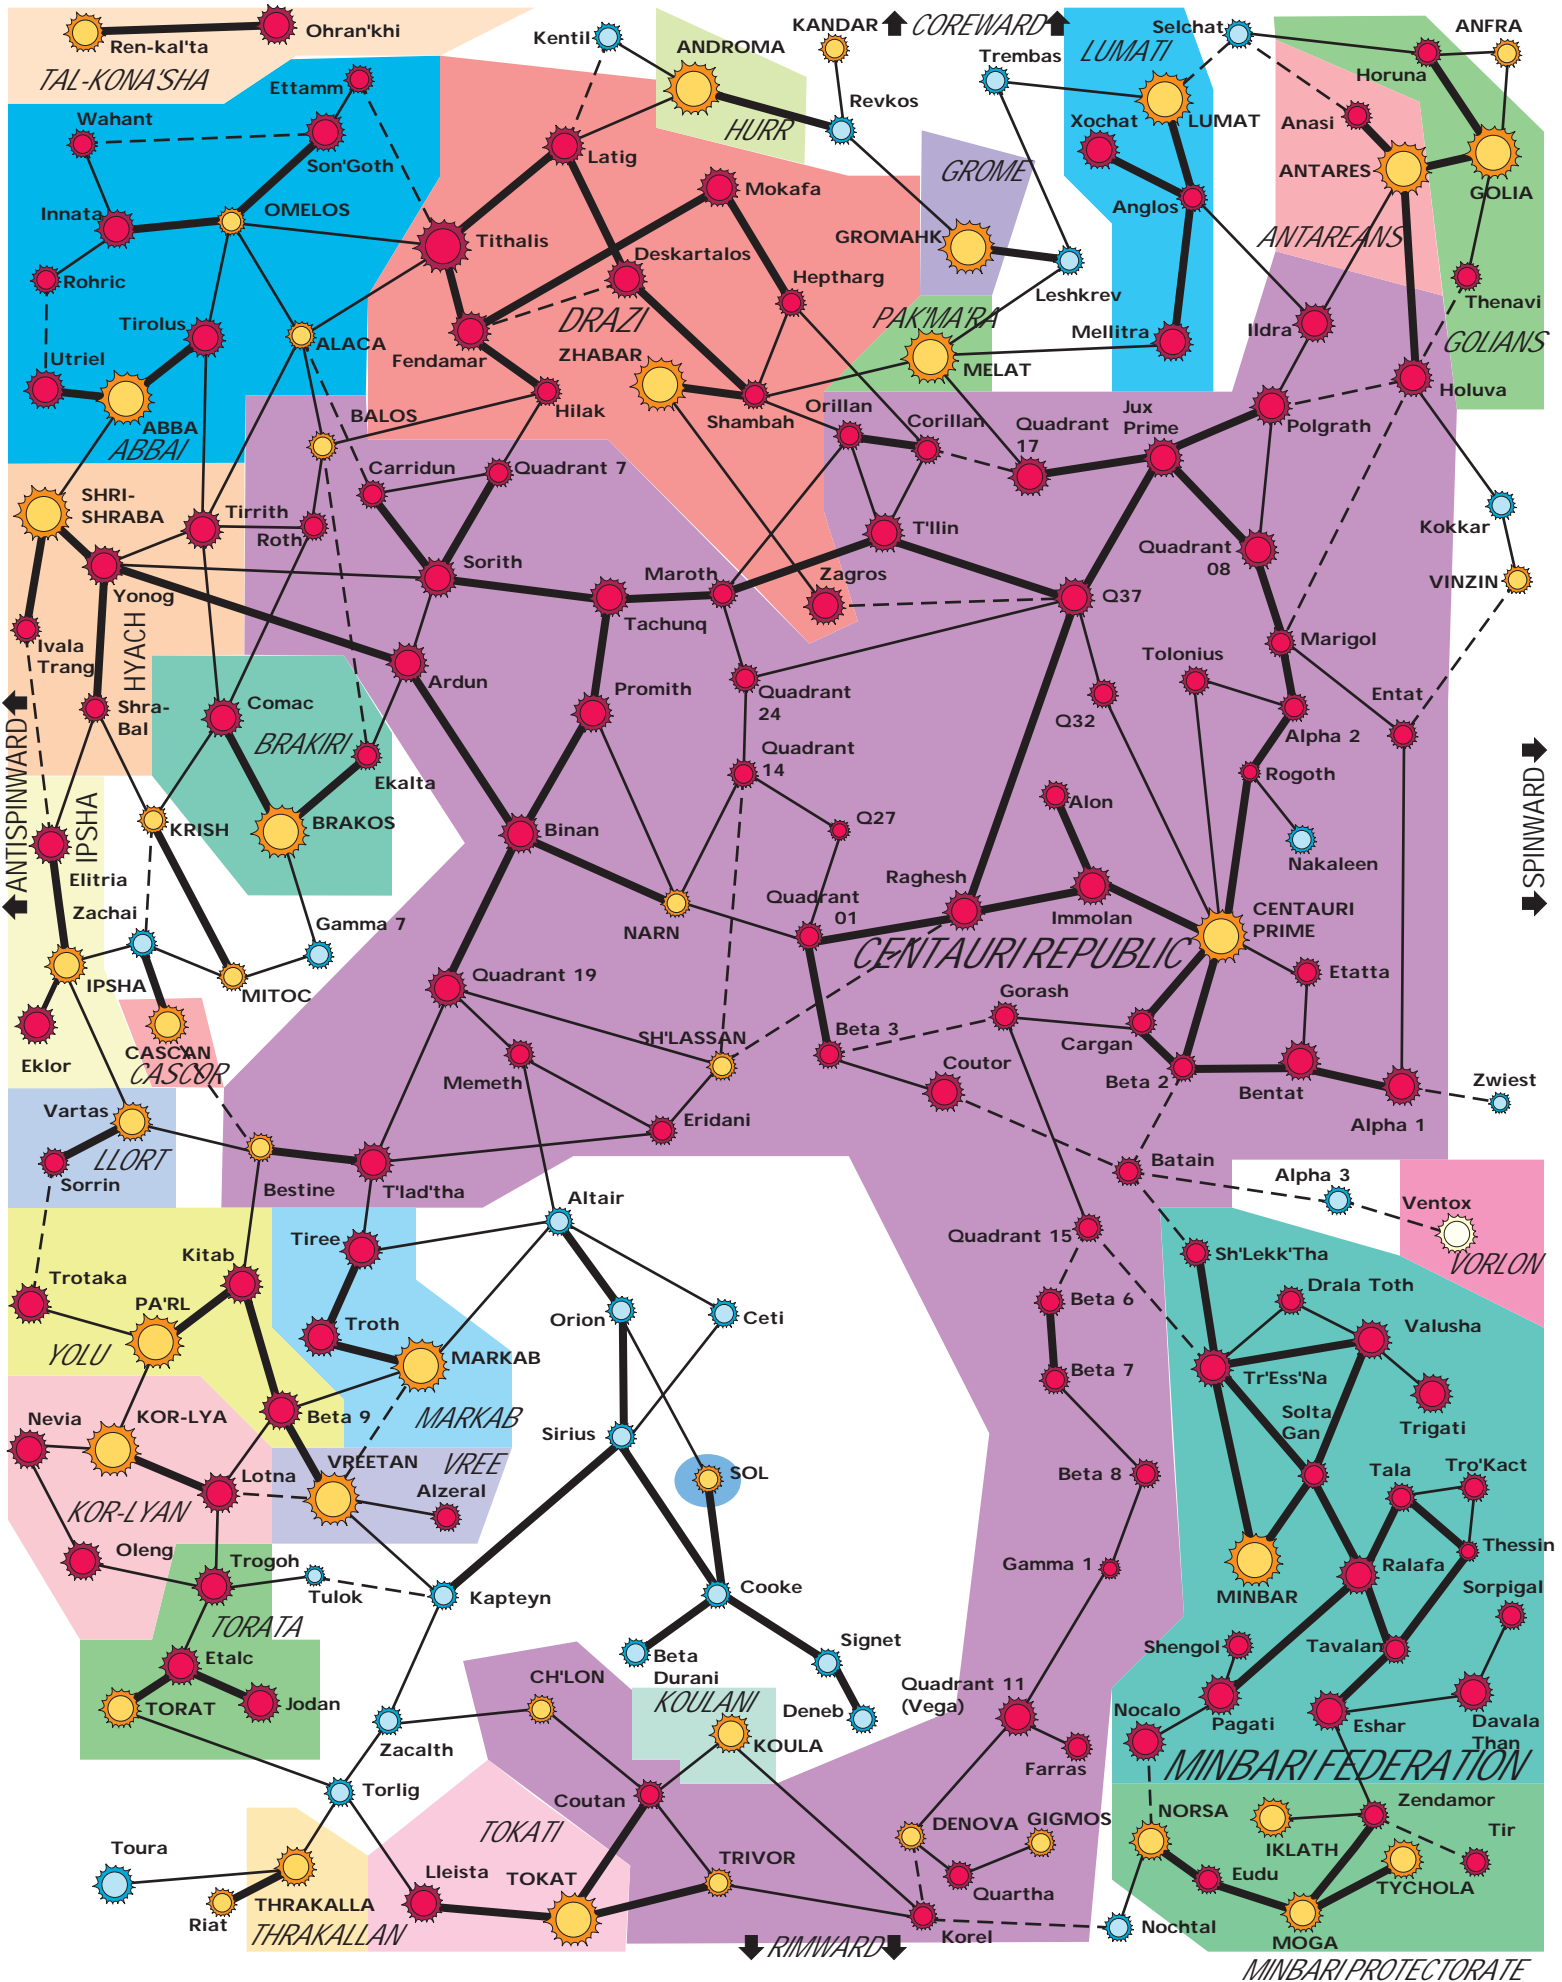 Ren-kal'ta
Ohran'khi
TAL-KONA'SHA
Kentil
ANDROMA
HURR
KANDAR
COREWARD
Revkos
Trembas
LUMATI
Selchat
ANFRA
Horuna
Ettamm
Wahant
Son'Goth
Latig
Mokafa
GROME
Xochat
LUMAT
Anasi
ANTARES
GOLIA
Innata
OMELOS
Tithalis
Deskartalos
GROMAHK
Anglos
ANTAREANS
Rohric
Heptharg
Leshkrev
Thenavi
Tirolus
ALACA
Fendamar
DRAZI
PAK'MA'RA
Mellitra
Ildra
GOLIANS
Utriel
ZHABAR
MELAT
Holuva
ABBA
ABBAI
BALOS
Hilak
Shambah
Orillan
Corillan
Quadrant
17
Jux
Prime
Polgrath
Carridun
Quadrant 7
SHRI-
SHRABA
Tirrith
Roth
T'llin
Kokkar
Sorith
Maroth
Zagros
Quadrant
08
VINZIN
Yonog
Tachunq
Q37
Ivala
Trang
HYACH
Ardun
Marigol
Tolonius
Shra-
Bal
Comac
BRAKIRI
Promith
Quadrant
24
Q32
Entat
Alpha 2
ANTISPINWARD
SPINWARD
Quadrant
14
Rogoth
Ekalta
IPSHA
KRISH
BRAKOS
Binan
Q27
Alon
Nakaleen
Elitria
Raghesh
Zachai
Gamma 7
NARN
Quadrant
01
Immolan
CENTAURI
PRIME
CENTAURI REPUBLIC
IPSHA
MITOC
Quadrant 19
Etatta
Gorash
Eklor
CASCAN
CASCOR
SH'LASSAN
Beta 3
Cargan
Memeth
Coutor
Beta 2
Bentat
Zwiest
Vartas
Eridani
Alpha 1
LLORT
Sorrin
Bestine
T'lad'tha
Batain
Alpha 3
Ventox
Altair
Kitab
Tiree
Quadrant 15
Sh'Lekk'Tha
VORLON
Trotaka
PA'RL
Drala Toth
YOLU
Troth
Orion
Ceti
Beta 6
Valusha
MARKAB
Beta 7
Tr'Ess'Na
Nevia
KOR-LYA
Beta 9
MARKAB
Sirius
Solta
Gan
Trigati
VREETAN
VREE
SOL
Beta 8
Tala
Tro'Kact
Lotna
Alzeral
KOR-LYAN
Oleng
Trogoh
Tulok
Kapteyn
Cooke
Gamma 1
MINBAR
Ralafa
Thessin
Sorpigal
TORATA
Etalc
Beta
Durani
Signet
Shengol
Tavalan
TORAT
Jodan
CH'LON
KOULANI
Deneb
Quadrant 11
(Vega)
Nocalo
Pagati
Eshar
Davala
Than
Zacalth
KOULA
Farras
MINBARI FEDERATION
Torlig
Coutan
Zendamor
TOKATI
DENOVA
GIGMOS
NORSA
IKLATH
Tir
Toura
Lleista
TOKAT
TRIVOR
Quartha
Eudu
TYCHOLA
THRAKALLA
Riat
THRAKALLAN
Korel
Nochtal
MOGA
RIMWARD
MINBARI PROTECTORATE